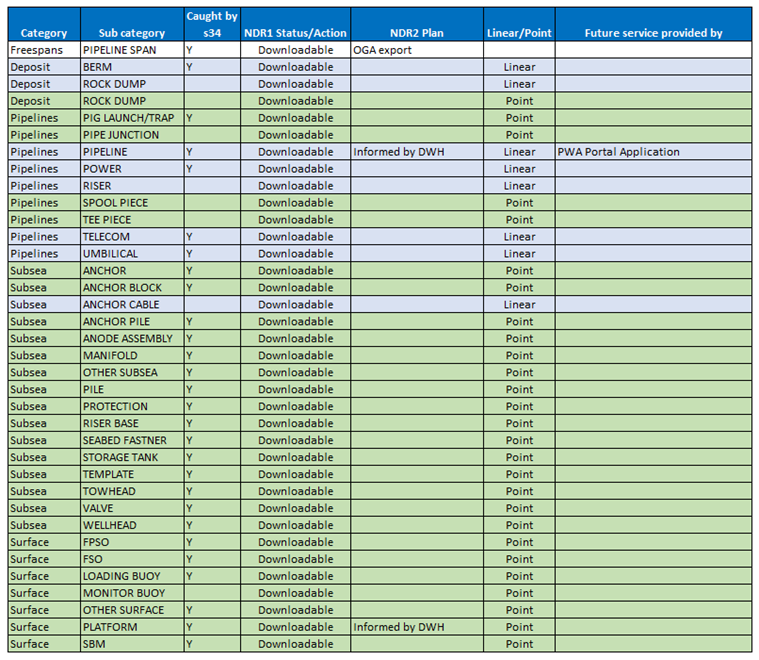 Category Sub category Caught by s34 NDR1 Status/Action NDR2 Plan Linear/Point Future service provided by
Freespans PIPELINE SPAN Y Downloadable OGA export
Deposit BERM Y Downloadable Linear
Deposit ROCK DUMP Downloadable Linear
Deposit ROCK DUMP Downloadable Point
Pipelines PIG LAUNCH/TRAP Y Downloadable Point
Pipelines PIPE JUNCTION Downloadable Point
Pipelines PIPELINE Y Downloadable Informed by DWH Linear PWA Portal Application
Pipelines POWER Y Downloadable Linear
Pipelines RISER Downloadable Linear
Pipelines SPOOL PIECE Downloadable Point
Pipelines TEE PIECE Downloadable Point
Pipelines TELECOM Y Downloadable Linear
Pipelines UMBILICAL Y Downloadable Linear
Subsea ANCHOR Y Downloadable Point
Subsea ANCHOR BLOCK Y Downloadable Point
Subsea ANCHOR CABLE Downloadable Linear
Subsea ANCHOR PILE Y Downloadable Point
Subsea ANODE ASSEMBLY Y Downloadable Point
Subsea MANIFOLD Y Downloadable Point
Subsea OTHER SUBSEA Y Downloadable Point
Subsea PILE Y Downloadable Point
Subsea PROTECTION Y Downloadable Point
Subsea RISER BASE Y Downloadable Point
Subsea SEABED FASTNER Y Downloadable Point
Subsea STORAGE TANK Y Downloadable Point
Subsea TEMPLATE Y Downloadable Point
Subsea TOWHEAD Y Downloadable Point
Subsea VALVE Y Downloadable Point
Subsea WELLHEAD Y Downloadable Point
Surface FPSO Y Downloadable Point
Surface FSO Y Downloadable Point
Surface LOADING BUOY Y Downloadable Point
Surface MONITOR BUOY Downloadable Point
Surface OTHER SURFACE Y Downloadable Point
Surface PLATFORM Y Downloadable Informed by DWH Point
Surface SBM Y Downloadable Point